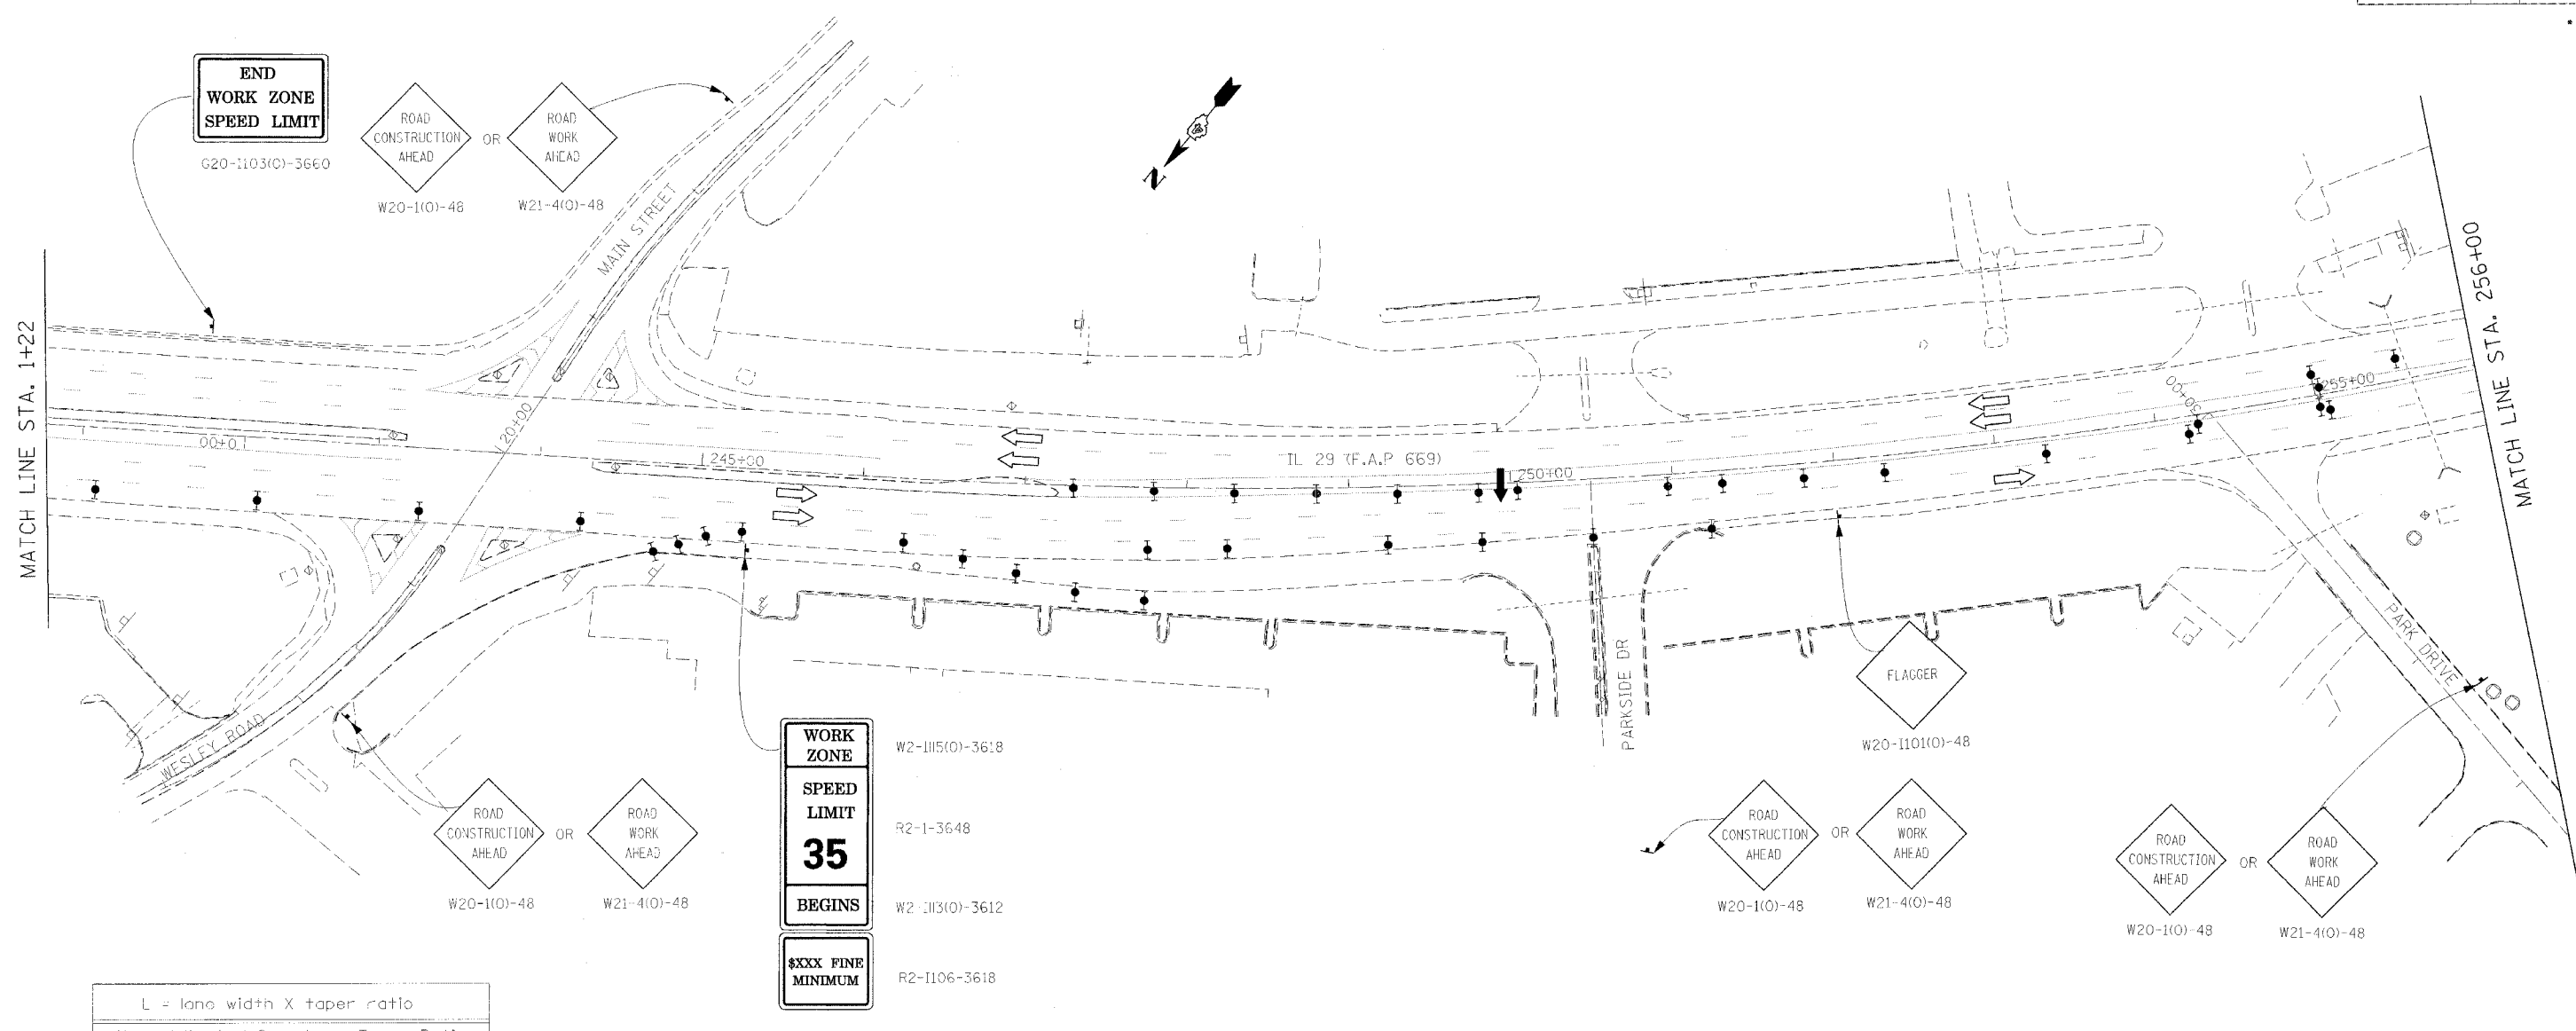 END
WORK ZONE
SPEED LIMIT
G20-I103(O)-3660
ROAD
CONSTRUCTION
AHEAD
W20-1(O)-48
OR
ROAD
WORK
AHEAD
W21-4(O)-48
MAIN STREET
N
MATCH LINE STA. 1+22
MATCH LINE STA. 256+00
120+00
245+00
IL 29 (F.A.P 669)
250+00
255+00
WESLEY ROAD
PARKSIDE DR
PARK DRIVE
FLAGGER
W20-I101(O)-48
ROAD
CONSTRUCTION
AHEAD
W20-1(O)-48
OR
ROAD
WORK
AHEAD
W21-4(O)-48
WORK
ZONE
W2-I115(O)-3618
SPEED
LIMIT
35
R2-1-3648
BEGINS
W2-I113(O)-3612
$XXX FINE
MINIMUM
R2-I106-3618
ROAD
CONSTRUCTION
AHEAD
W20-1(O)-48
OR
ROAD
WORK
AHEAD
W21-4(O)-48
ROAD
CONSTRUCTION
AHEAD
W20-1(O)-48
OR
ROAD
WORK
AHEAD
W21-4(O)-48
L = lane width X taper ratio